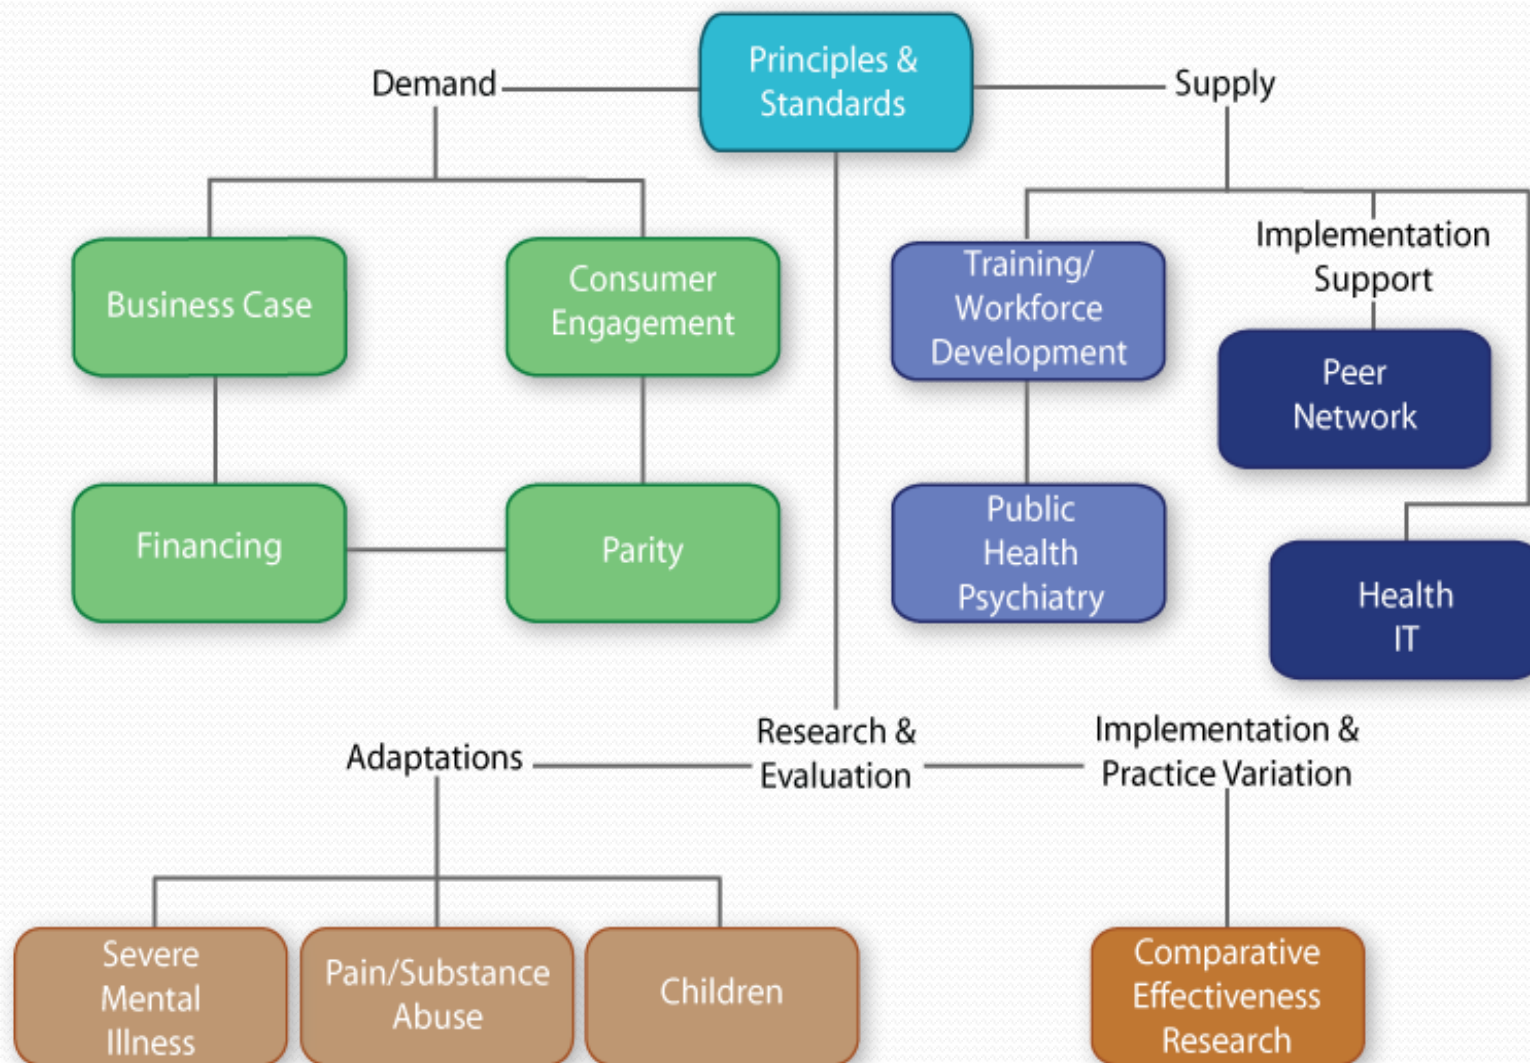 Principles &
Standards
Demand
Supply
Business Case
Consumer
Engagement
Training/
Workforce
Development
Implementation
Support
Peer
Network
Financing
Parity
Public
Health
Psychiatry
Health
IT
Adaptations
Research &
Evaluation
Implementation &
Practice Variation
Severe
Mental
Illness
Pain/Substance
Abuse
Children
Comparative
Effectiveness
Research